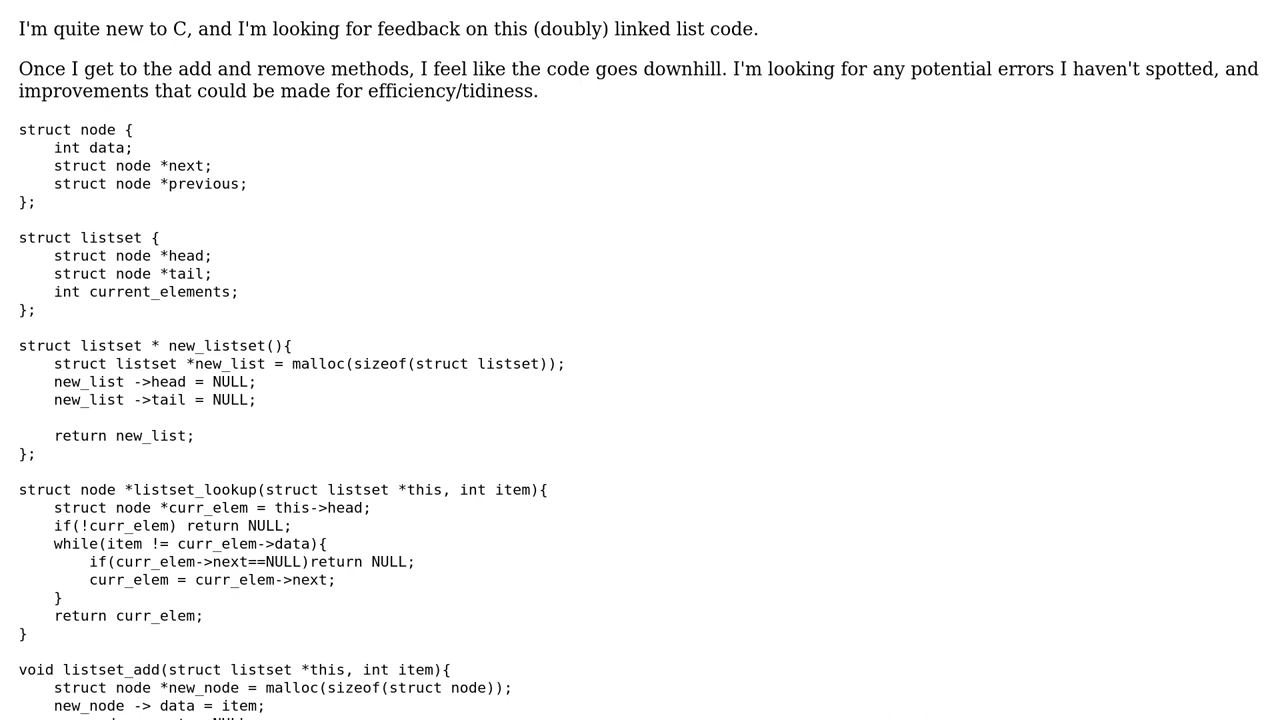 I'm quite new to C, and I'm looking for feedback on this (doubly) linked list code.
Once I get to the add and remove methods, I feel like the code goes downhill. I'm looking for any potential errors I haven't spotted, and
improvements that could be made for efficiency/tidiness.
struct node {
    int data;
    struct node *next;
    struct node *previous;
};
struct listset {
    struct node *head;
    struct node *tail;
    int current_elements;
};
struct listset * new_listset(){
    struct listset *new_list = malloc(sizeof(struct listset));
    new_list ->head = NULL;
    new_list ->tail = NULL;
    return new_list;
};
struct node *listset_lookup(struct listset *this, int item){
    struct node *curr_elem = this->head;
    if(!curr_elem) return NULL;
    while(item != curr_elem->data){
        if(curr_elem->next==NULL)return NULL;
        curr_elem = curr_elem->next;
    }
    return curr_elem;
}
void listset_add(struct listset *this, int item){
    struct node *new_node = malloc(sizeof(struct node));
    new_node -> data = item;